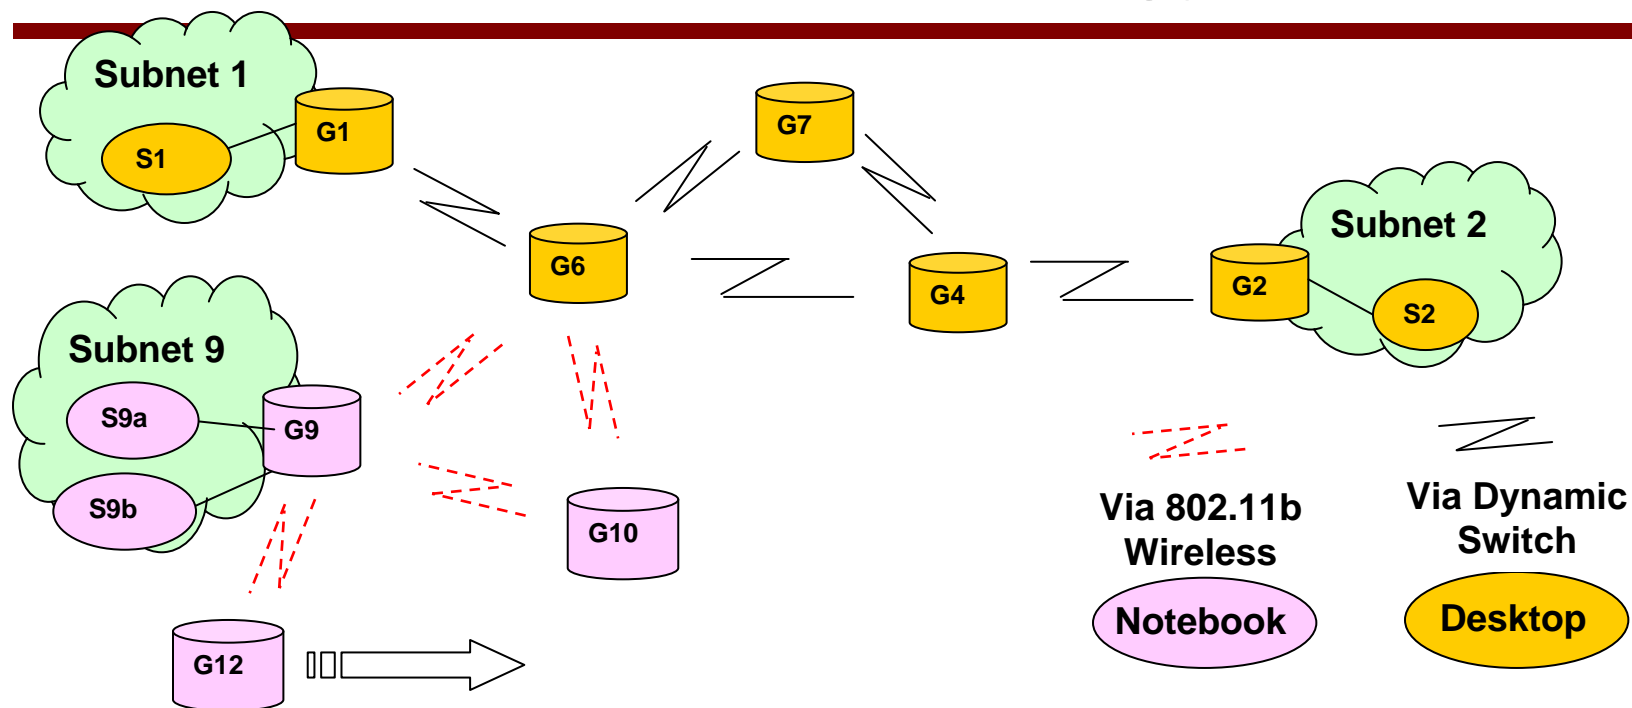 Subnet 1
G1
S1
G7
Subnet 2
G6
G4
G2
S2
Subnet 9
S9a
G9
S9b
G10
G12
Via 802.11b
Wireless
Notebook
Via Dynamic
Switch
Desktop